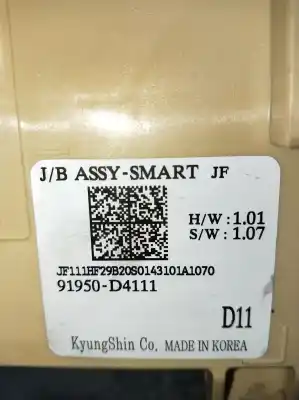 J/B ASSY-SMART JF
H/W:1.01
S/W:1.07
JF111HF29B20S0143101A1070
91950-D4111
D11
KyungShin Co. MADE IN KOREA